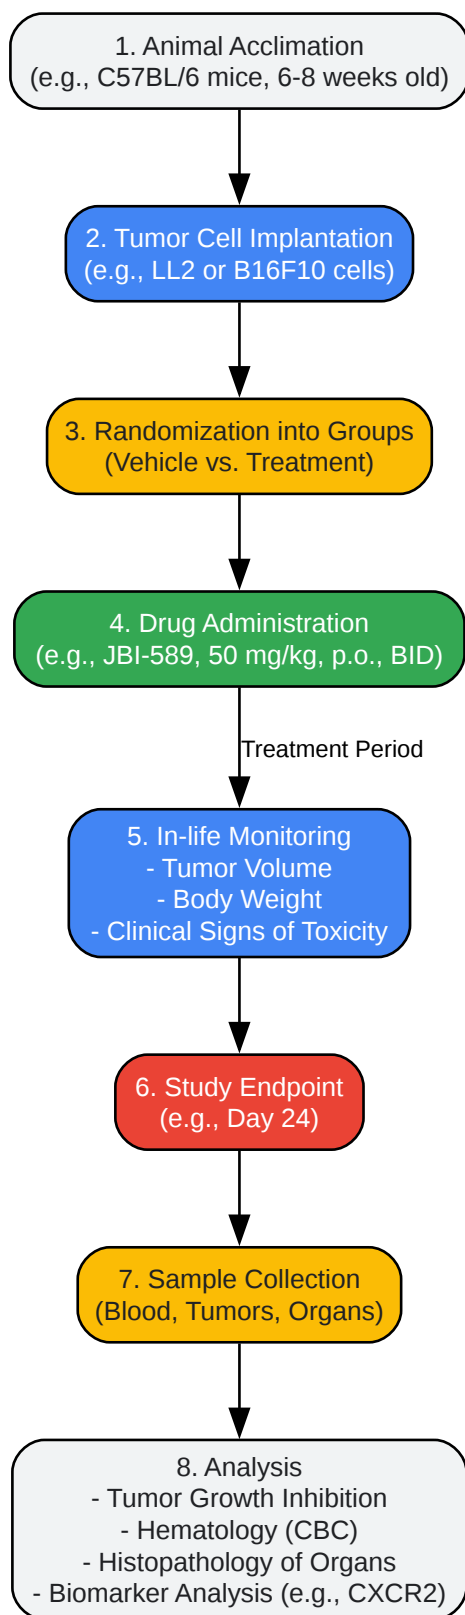 1. Animal Acclimation
(e.g., C57BL/6 mice, 6-8 weeks old)
2. Tumor Cell Implantation
(e.g., LL2 or B16F10 cells)
3. Randomization into Groups
(Vehicle vs. Treatment)
4. Drug Administration
(e.g., JBI-589, 50 mg/kg, p.o., BID)
Treatment Period
5. In-life Monitoring
- Tumor Volume
- Body Weight
- Clinical Signs of Toxicity
6. Study Endpoint
(e.g., Day 24)
7. Sample Collection
(Blood, Tumors, Organs)
8. Analysis
- Tumor Growth Inhibition
- Hematology (CBC)
- Histopathology of Organs
- Biomarker Analysis (e.g., CXCR2)